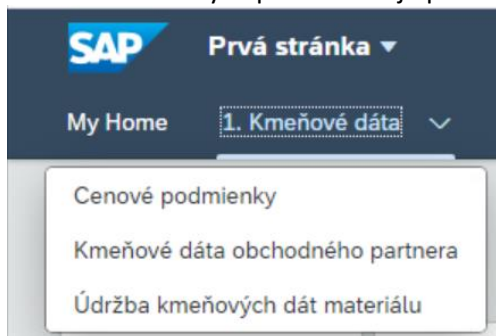 SAP Prvá stránka
My Home 1. Kmeňové dáta
Cenové podmienky
Kmeňové dáta obchodného partnera
Údržba kmeňových dát materiálu